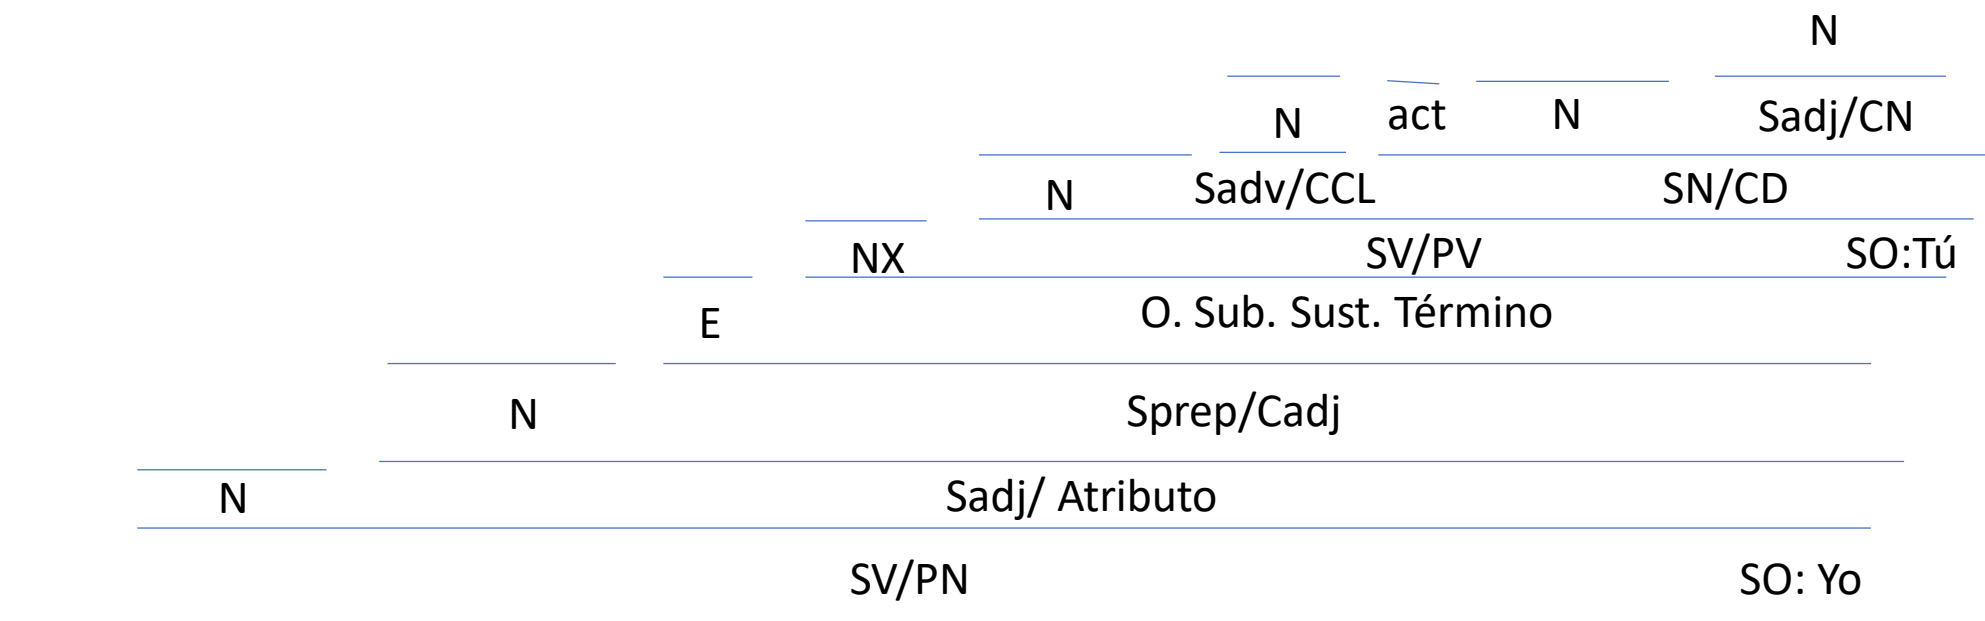 N
N act N Sadj/CN
N Sadv/CCL SN/CD
NX SV/PV SO:Tú
E O. Sub. Sust. Término
N Sprep/Cadj
N Sadj/ Atributo
SV/PN SO: Yo